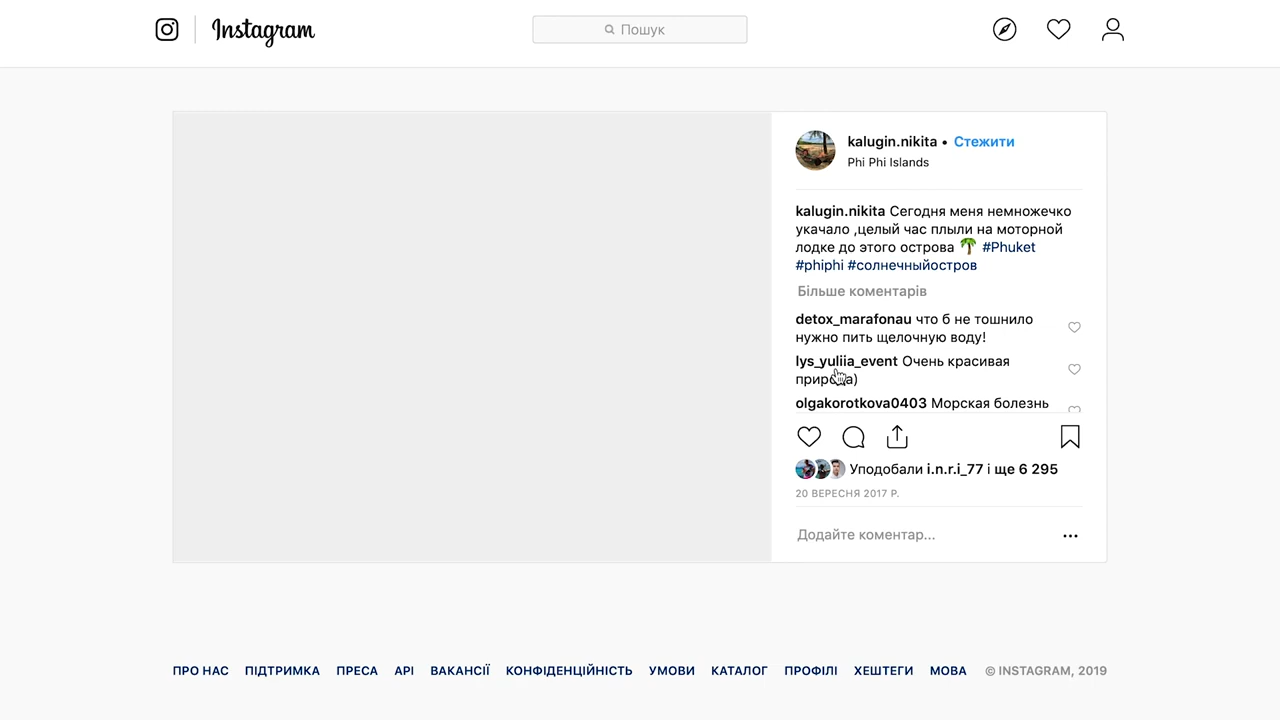 Instagram
Пошук
kalugin.nikita • Стежити
Phi Phi Islands
kalugin.nikita Сегодня меня немножечко
укачало ,целый час плыли на моторной
лодке до этого острова 🌴 #Phuket
#phiphi #солнечныйостров
Більше коментарів
detox_marafonau что б не тошнило
нужно пить щелочную воду!
lys_yuliia_event Очень красивая
природа)
olgakorotkova0403 Морская болезнь
Уподобали i.n.r.i_77 і ще 6 295
20 ВЕРЕСНЯ 2017 Р.
Додайте коментар...
ПРО НАС ПІДТРИМКА ПРЕСА API ВАКАНСІЇ КОНФІДЕНЦІЙНІСТЬ УМОВИ КАТАЛОГ ПРОФІЛІ ХЕШТЕГИ МОВА © INSTAGRAM, 2019